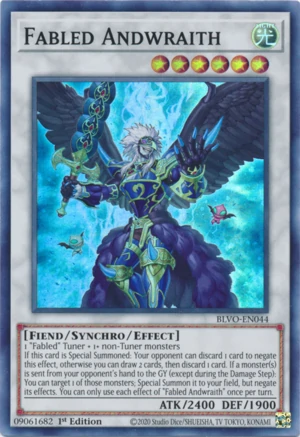 FABLED ANDWRAITH
光
BLVO-EN044
[FIEND/SYNCHRO/EFFECT]
1 "Fabled" Tuner + 1+ non-Tuner monsters
If this card is Special Summoned: Your opponent can discard 1 card to negate
this effect, otherwise you can draw 2 cards, then discard 1 card. If a monster(s)
is sent from your opponent's hand to the GY (except during the Damage Step):
You can target 1 of those monsters; Special Summon it to your field, but negate
its effects. You can only use each effect of "Fabled Andwraith" once per turn.
ATK/2400 DEF/1900
09061682 1st Edition ©2020 Studio Dice/SHUEISHA, TV TOKYO, KONAMI